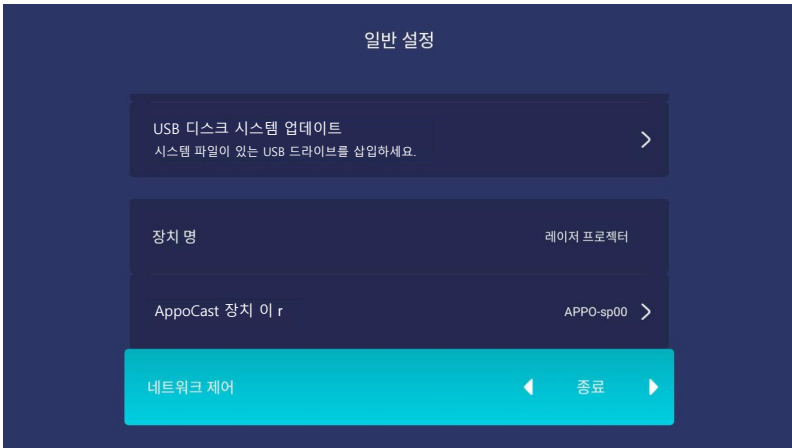 일반 설정
USB 디스크 시스템 업데이트
시스템 파일이 있는 USB 드라이브를 삽입하세요.
장치 명
레이저 프로젝터
AppoCast 장치 이 r
APPO-sp00
네트워크 제어
종료